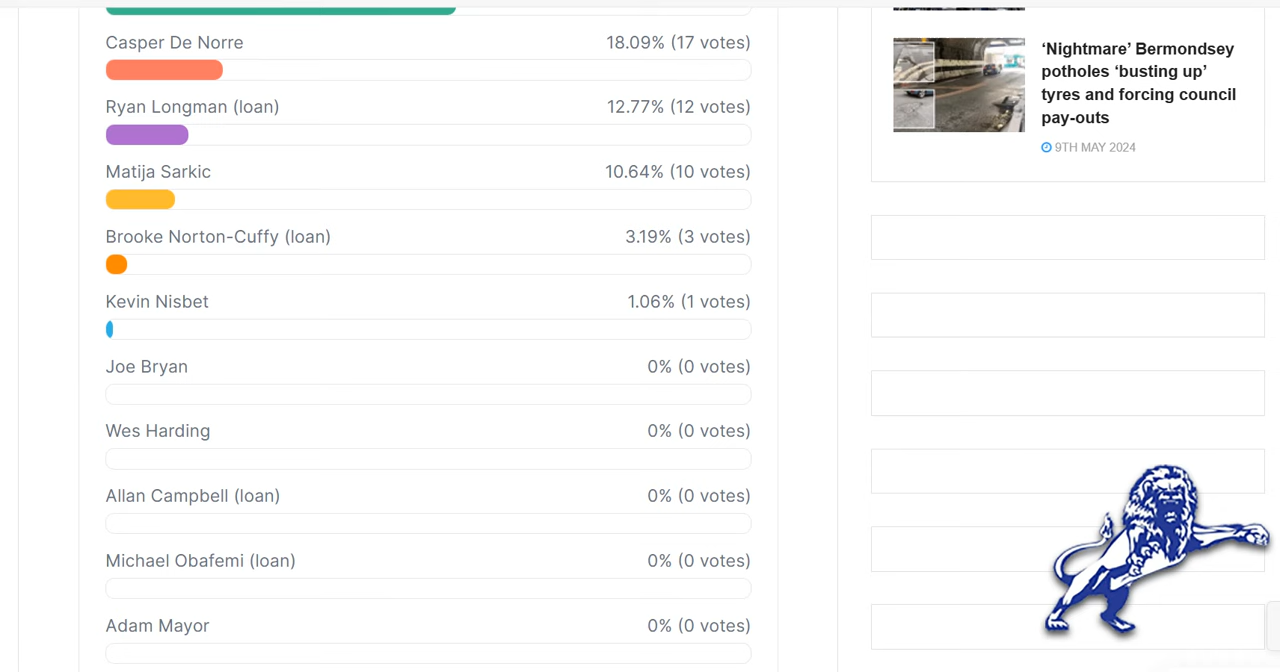 Casper De Norre 18.09% (17 votes)
Ryan Longman (loan) 12.77% (12 votes)
Matija Sarkic 10.64% (10 votes)
Brooke Norton-Cuffy (loan) 3.19% (3 votes)
Kevin Nisbet 1.06% (1 votes)
Joe Bryan 0% (0 votes)
Wes Harding 0% (0 votes)
Allan Campbell (loan) 0% (0 votes)
Michael Obafemi (loan) 0% (0 votes)
Adam Mayor 0% (0 votes)
‘Nightmare’ Bermondsey
potholes ‘busting up’
tyres and forcing council
pay-outs
9TH MAY 2024